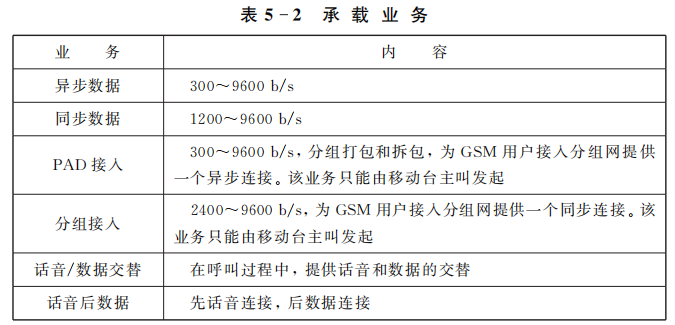 表 5-2 承 载 业 务
业 务 内 容
异步数据 300～9600 b/s
同步数据 1200～9600 b/s
PAD 接入 300～9600 b/s，分组打包和拆包，为 GSM 用户接入分组网提供
一个异步连接。该业务只能由移动台主叫发起
分组接入 2400～9600 b/s，为 GSM 用户接入分组网提供一个同步连接。该
业务只能由移动台主叫发起
话音/数据交替 在呼叫过程中，提供话音和数据的交替
话音后数据 先话音连接，后数据连接